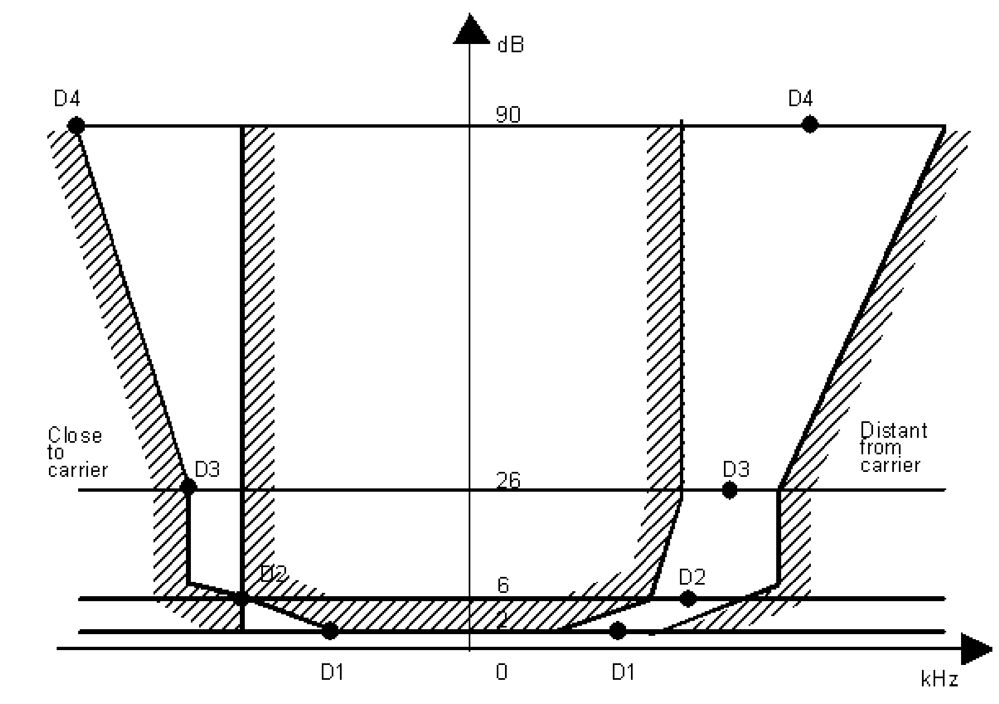 dB
D4
D4
90
Close
to
carrier
Distant
from
carrier
D3
D3
26
D2
D2
6
2
D1
0
D1
kHz